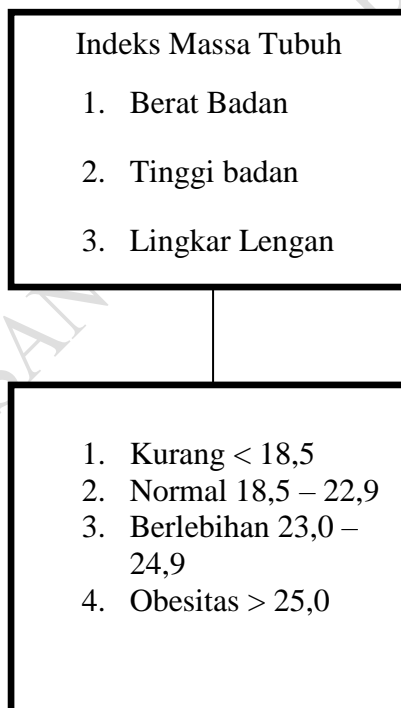 Indeks Massa Tubuh
1. Berat Badan
2. Tinggi badan
3. Lingkar Lengan
1. Kurang < 18,5
2. Normal 18,5 – 22,9
3. Berlebihan 23,0 –
24,9
4. Obesitas > 25,0